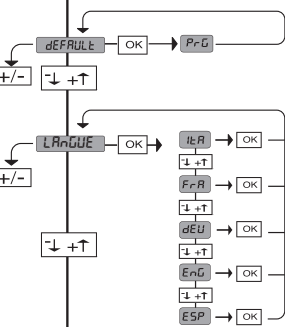 dEFAULt OK PrG
+/-
-↓ +↑
LAnGUE OK ItA OK
-↓ +↑
+/-
FrA OK
-↓ +↑
dEU OK
-↓ +↑
-↓ +↑
EnG OK
-↓ +↑
ESP OK